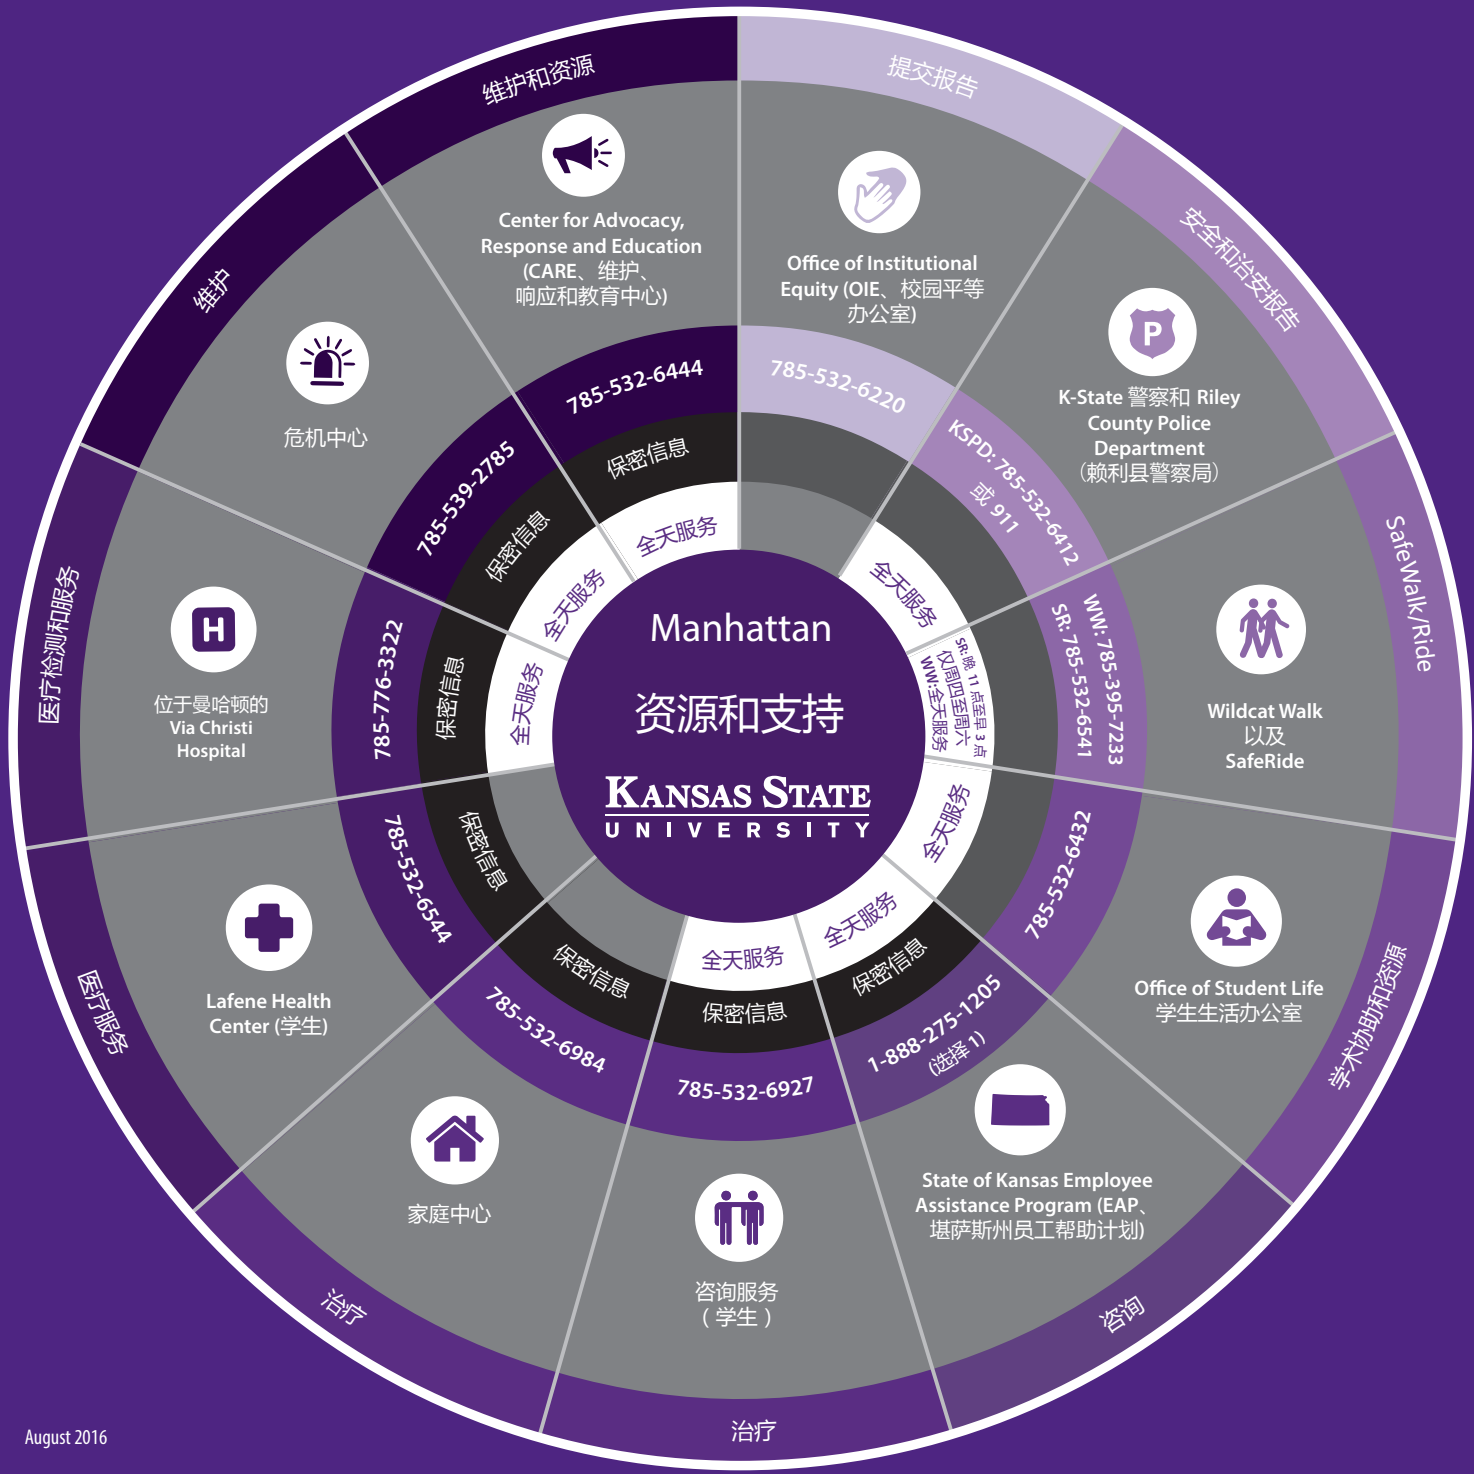 Manhattan
资源和支持
KANSAS STATE
UNIVERSITY
提交报告
Office of Institutional
Equity (OIE、校园平等
办公室)
785-532-6220
安全和治安报告
K-State 警察和 Riley
County Police
Department
（赖利县警察局）
KSPD: 785-532-6412
或 911
全天服务
SafeWalk/Ride
Wildcat Walk
以及
SafeRide
WW: 785-395-7233
SR: 785-532-6541
SR: 晚 11 点至早 3 点
仅周四至周六
WW:全天服务
学术协助和资源
Office of Student Life
学生生活办公室
785-532-6432
全天服务
咨询
State of Kansas Employee
Assistance Program (EAP、
堪萨斯州员工帮助计划)
1-888-275-1205
(选择 1)
保密信息
全天服务
治疗
咨询服务
( 学生 )
785-532-6927
保密信息
全天服务
治疗
家庭中心
785-532-6984
保密信息
医疗服务
Lafene Health
Center (学生)
785-532-6544
保密信息
医疗检测和服务
位于曼哈顿的
Via Christi
Hospital
785-776-3322
保密信息
全天服务
维护
危机中心
785-539-2785
保密信息
全天服务
维护和资源
Center for Advocacy,
Response and Education
(CARE、维护、
响应和教育中心)
785-532-6444
保密信息
全天服务
August 2016